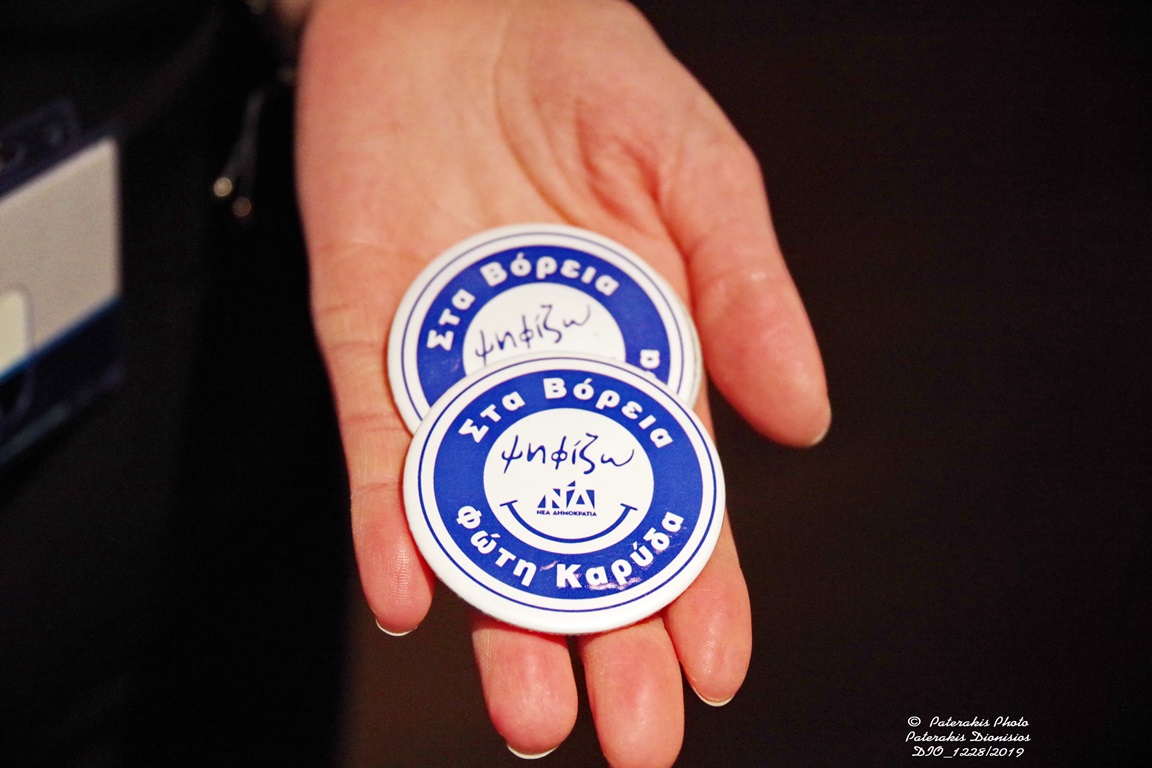 Στα Βόρεια
ψηφίζω
α
Στα Βόρεια
ψηφίζω
ΝΔ
ΝΕΑ ΔΗΜΟΚΡΑΤΙΑ
Φώτη Καρύδα
© Paterakis Photo
Paterakis Dionisios
DIO_1228/2019